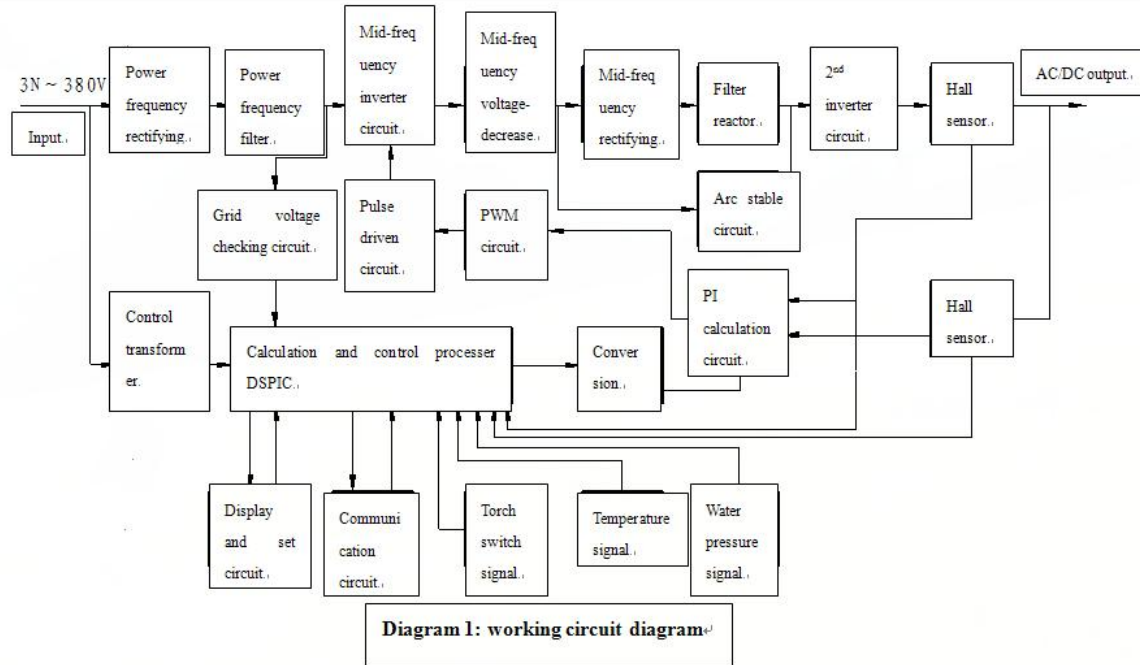 3N ~ 380V
Input.
Power
frequency
rectifying.
Power
frequency
filter.
Mid-freq
uency
inverter
circuit.
Mid-freq
uency
voltage-
decrease.
Mid-freq
uency
rectifying.
Filter
reactor.
2nd
inverter
circuit.
Hall
sensor.
AC/DC output.
Grid voltage
checking circuit.
Pulse
driven
circuit.
PWM
circuit.
Arc stable
circuit.
Control
transform
er.
Calculation and control processer
DSPIC.
Conver
sion.
PI
calculation
circuit.
Hall
sensor.
Display
and set
circuit.
Communi
cation
circuit.
Torch
switch
signal.
Temperature
signal.
Water
pressure
signal.
Diagram 1: working circuit diagram